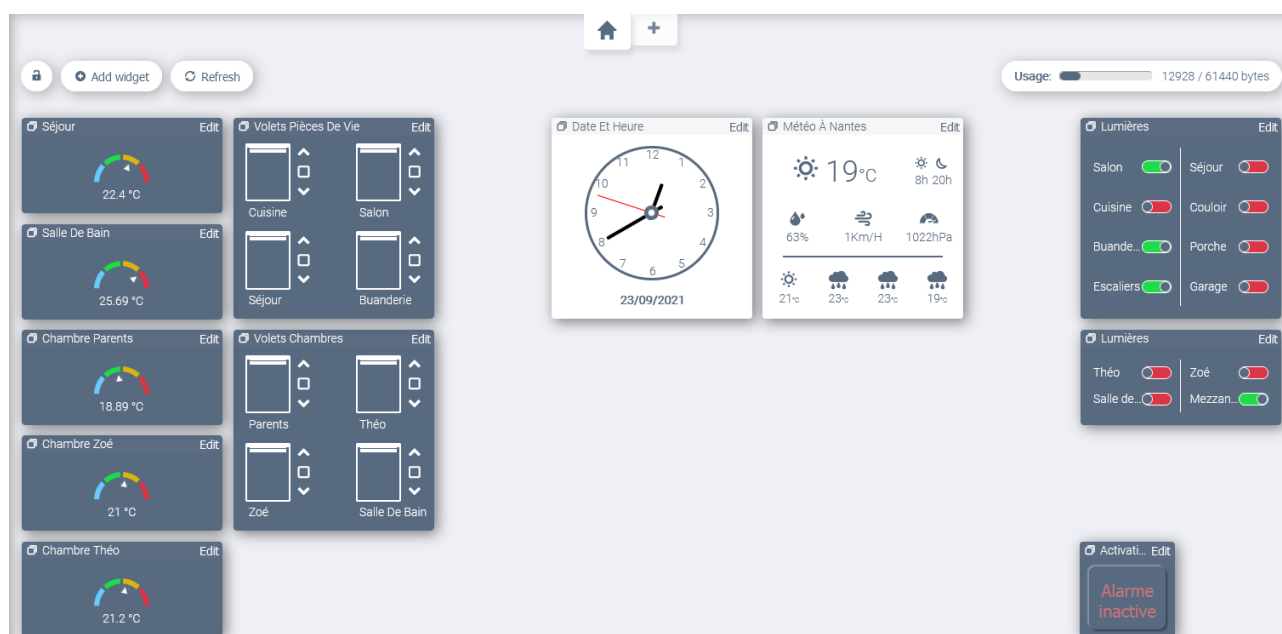 Add widget
Refresh
Usage:
12928 / 61440 bytes
Séjour
Edit
22.4 °C
Salle De Bain
Edit
25.69 °C
Chambre Parents
Edit
18.89 °C
Chambre Zoé
Edit
21 °C
Chambre Théo
Edit
21.2 °C
Volets Pièces De Vie
Edit
Cuisine
Salon
Séjour
Buanderie
Volets Chambres
Edit
Parents
Théo
Zoé
Salle De Bain
Date Et Heure
Edit
12
1
2
3
4
5
6
7
8
9
10
11
23/09/2021
Météo À Nantes
Edit
19°C
8h 20h
63%
1Km/H
1022hPa
21°C
23°C
23°C
19°C
Lumières
Edit
Salon
Séjour
Cuisine
Couloir
Buande...
Porche
Escaliers
Garage
Lumières
Edit
Théo
Zoé
Salle de...
Mezzan...
Activati...
Edit
Alarme
inactive